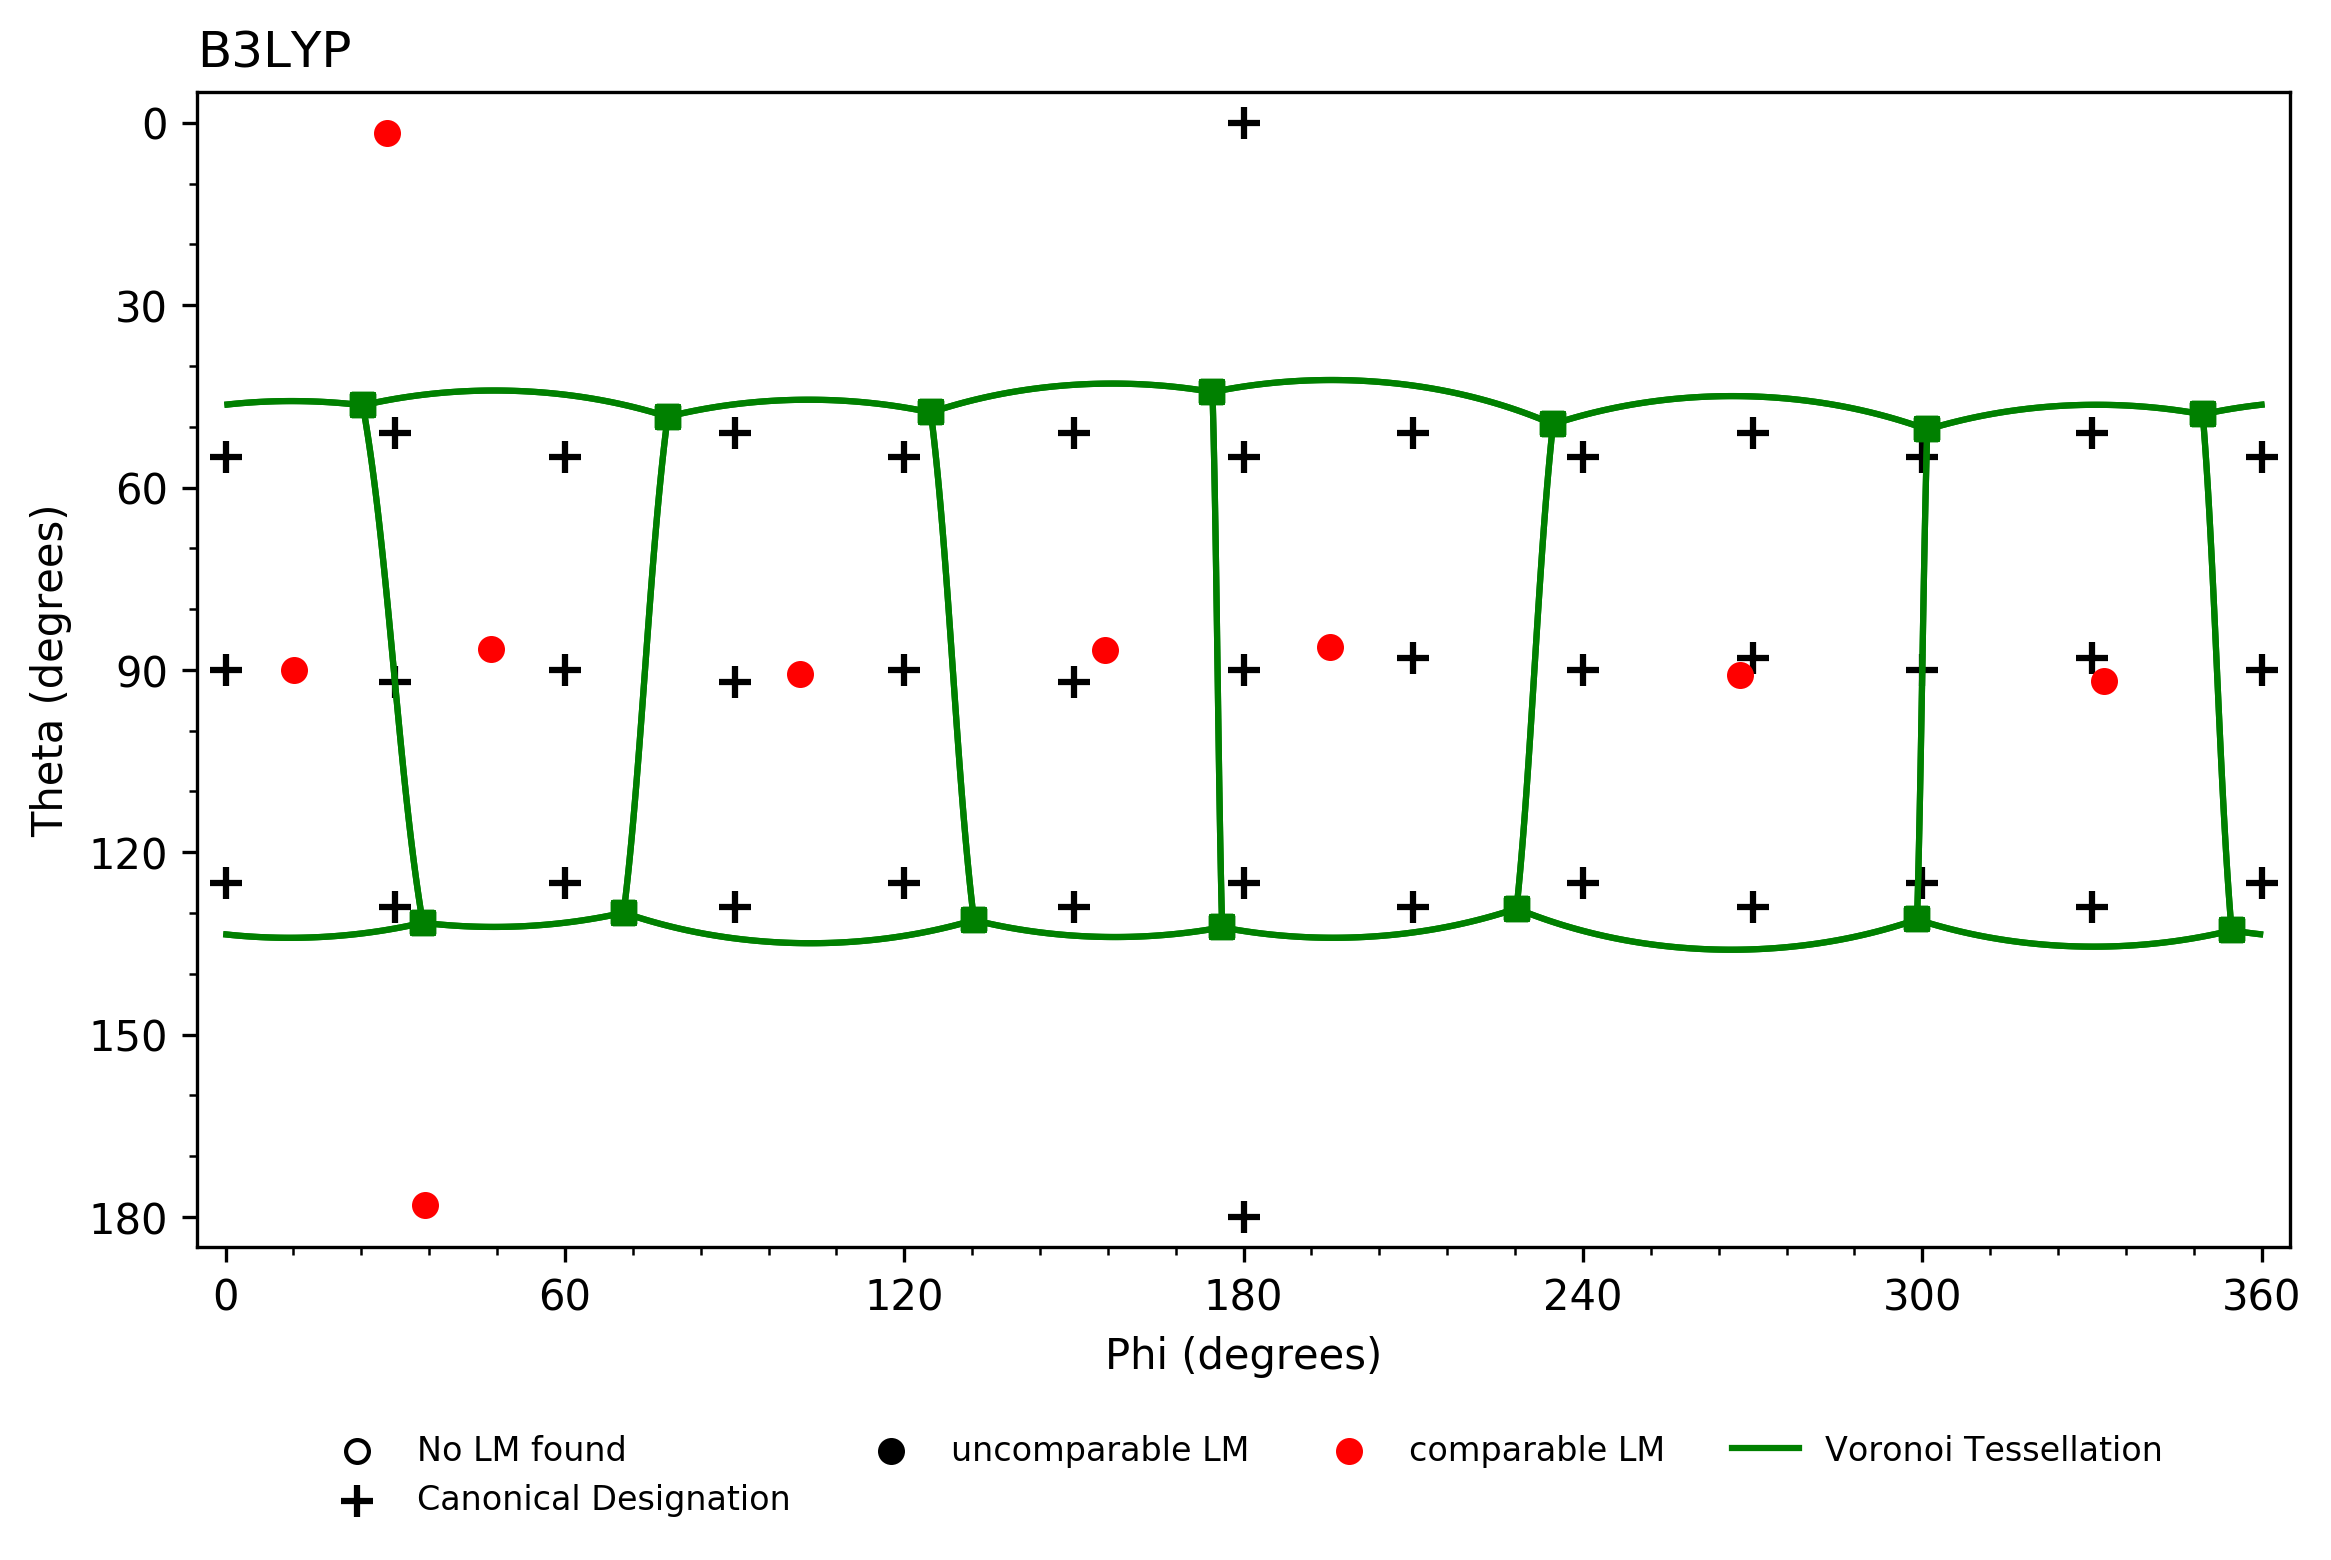 B3LYP
0
30
60
90
120
150
180
Theta (degrees)
0 60 120 180 240 300 360
Phi (degrees)
No LM found uncomparable LM comparable LM Voronoi Tessellation
Canonical Designation